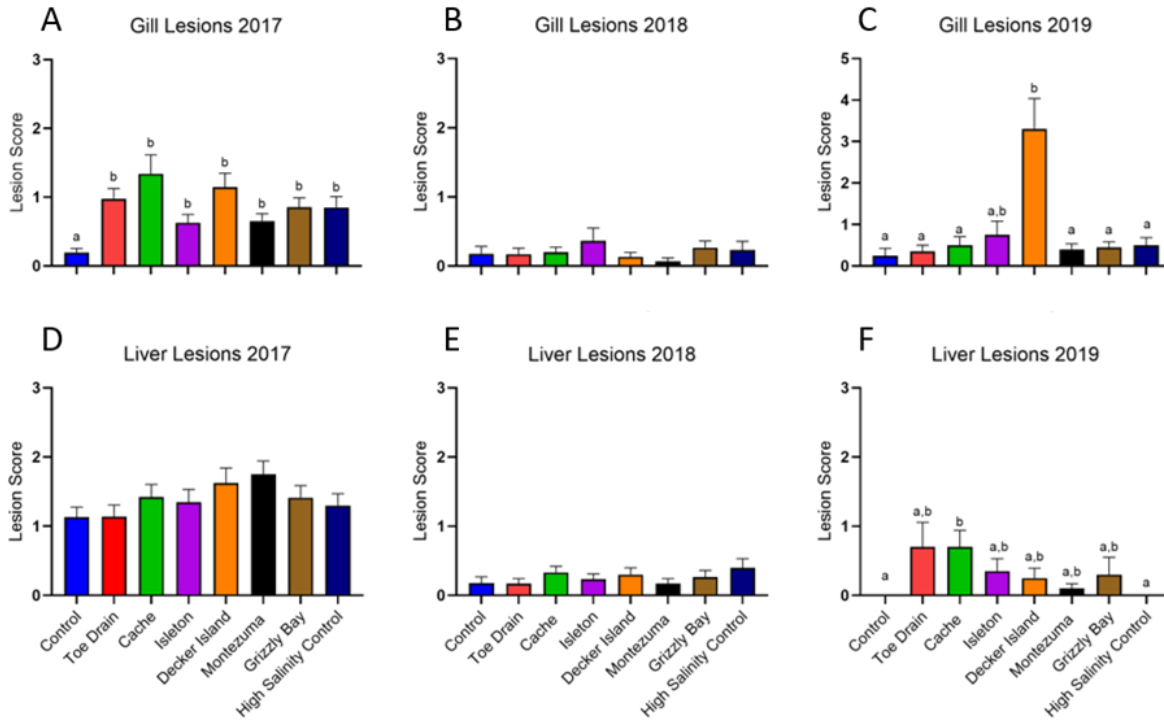 A
Gill Lesions 2017
Lesion Score
3
2
1
0
a
b
b
b
b
b
b
b
B
Gill Lesions 2018
Lesion Score
3
2
1
0
C
Gill Lesions 2019
Lesion Score
5
4
3
2
1
0
a
a
a
a,b
b
a
a
a
D
Liver Lesions 2017
Lesion Score
3
2
1
0
Control
Toe Drain
Cache
Isleton
Decker Island
Montezuma
Grizzly Bay
High Salinity Control
E
Liver Lesions 2018
Lesion Score
3
2
1
0
Control
Toe Drain
Cache
Isleton
Decker Island
Montezuma
Grizzly Bay
High Salinity Control
F
Liver Lesions 2019
Lesion Score
3
2
1
0
a
a,b
b
a,b
a,b
a,b
a,b
a
Control
Toe Drain
Cache
Isleton
Decker Island
Montezuma
Grizzly Bay
High Salinity Control